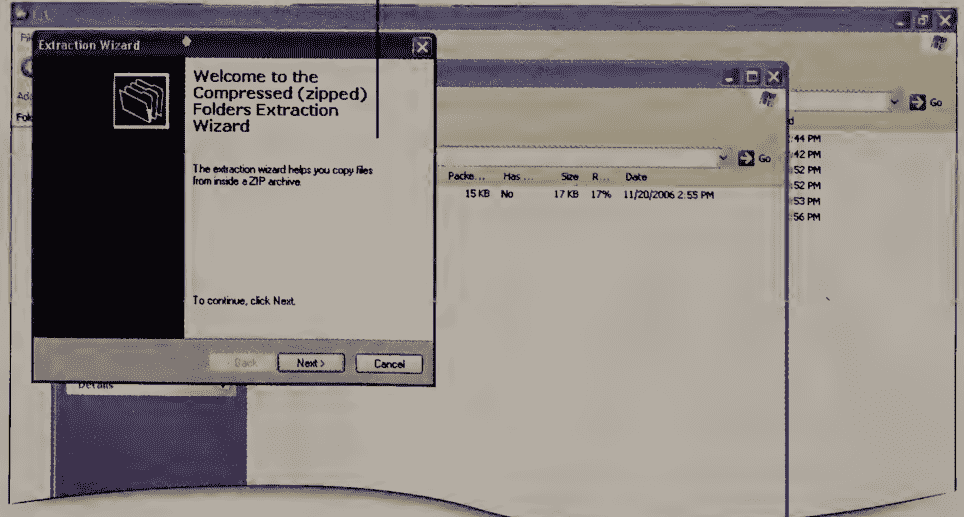 Extraction Wizard
Welcome to the
Compressed (zipped)
Folders Extraction
Wizard
The extraction wizard helps you copy files
from inside a ZIP archive.
To continue, click Next.
< Back
Next >
Cancel
Go
Packe... Has ... Size R... Date
15 KB No 17 KB 17% 11/20/2006 2:55 PM
Go
:44 PM
:42 PM
:52 PM
:52 PM
:53 PM
:56 PM
Details